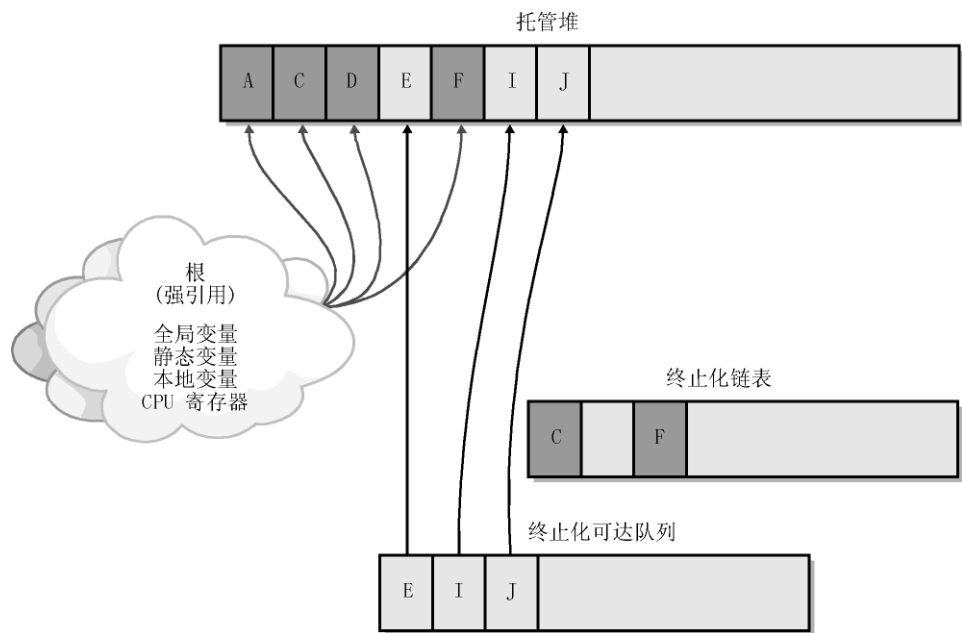 托管堆
A C D E F I J
根
(强引用)
全局变量
静态变量
本地变量
CPU 寄存器
终止化链表
C F
终止化可达队列
E I J